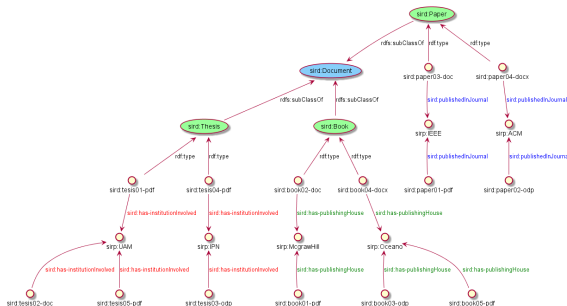 sird:Paper
rdfs:subClassOf
rdf:type
rdf:type
sird:Document
sird:paper03-doc
sird:paper04-docx
rdfs:subClassOf
rdfs:subClassOf
sird:publishedInJournal
sird:publishedInJournal
sird:Thesis
sird:Book
sirp:IEEE
sirp:ACM
rdf:type
rdf:type
rdf:type
rdf:type
sird:publishedInJournal
sird:publishedInJournal
sird:tesis01-pdf
sird:tesis04-pdf
sird:book02-doc
sird:book04-docx
sird:paper01-pdf
sird:paper02-odp
sird:has-institutionInvolved
sird:has-institutionInvolved
sird:has-publishingHouse
sird:has-publishingHouse
sirp:UAM
sirp:IPN
sirp:McgrawHill
sirp:Oceano
sird:has-institutionInvolved
sird:has-institutionInvolved
sird:has-institutionInvolved
sird:has-publishingHouse
sird:has-publishingHouse
sird:has-publishingHouse
sird:tesis02-doc
sird:tesis05-pdf
sird:tesis03-odp
sird:book01-pdf
sird:book03-odp
sird:book05-pdf